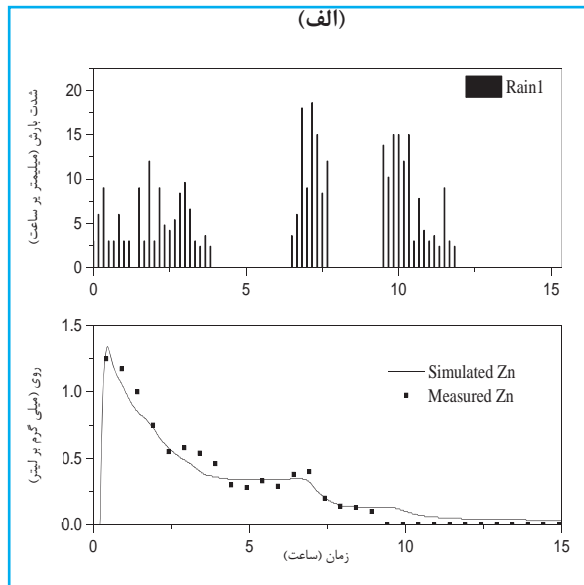 (الف)
شدت بارش (میلیمتر بر ساعت)
20
15
10
5
0
Rain1
0 5 10 15
روی (میلی گرم بر لیتر)
1.5
1.0
0.5
0.0
Simulated Zn
Measured Zn
0 5 10 15
زمان (ساعت)